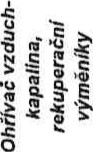 Ohřívač vzduch-
kapalina,
rekuperační
výměníky